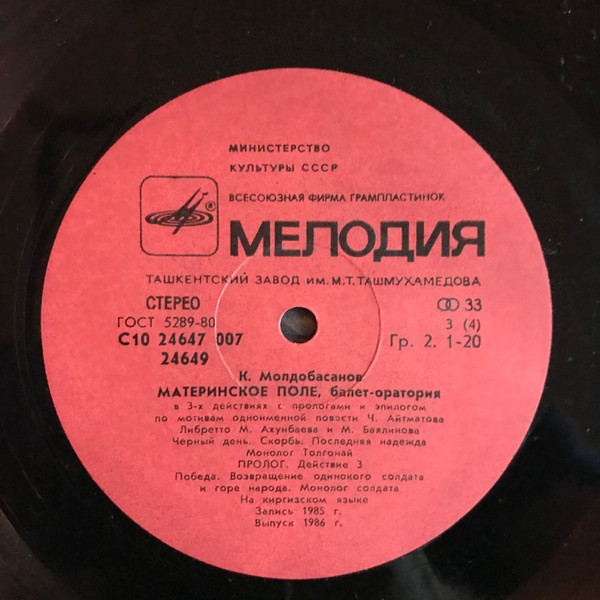 МИНИСТЕРСТВО
КУЛЬТУРЫ СССР
ВСЕСОЮЗНАЯ ФИРМА ГРАМПЛАСТИНОК
®
МЕЛОДИЯ
ТАШКЕНТСКИЙ ЗАВОД ИМ. М.Т. ТАШМУХАМЕДОВА
СТЕРЕО 33
ГОСТ 5289-80 3 (4)
С10 24647 007 Гр. 2. 1-20
24649
К. Молдобасанов
МАТЕРИНСКОЕ ПОЛЕ, балет-оратория
в 3-х действиях с прологами и эпилогом
по мотивам одноименной повести Ч. Айтматова
Либретто М. Ахунбаева и М. Баялинова
Черный день. Скорбь. Последняя надежда
Монолог Толгонай
ПРОЛОГ. Действие 3
Победа. Возвращение одинокого солдата
и горе народа. Монолог солдата
На киргизском языке
Запись 1985 г.
Выпуск 1986 г.